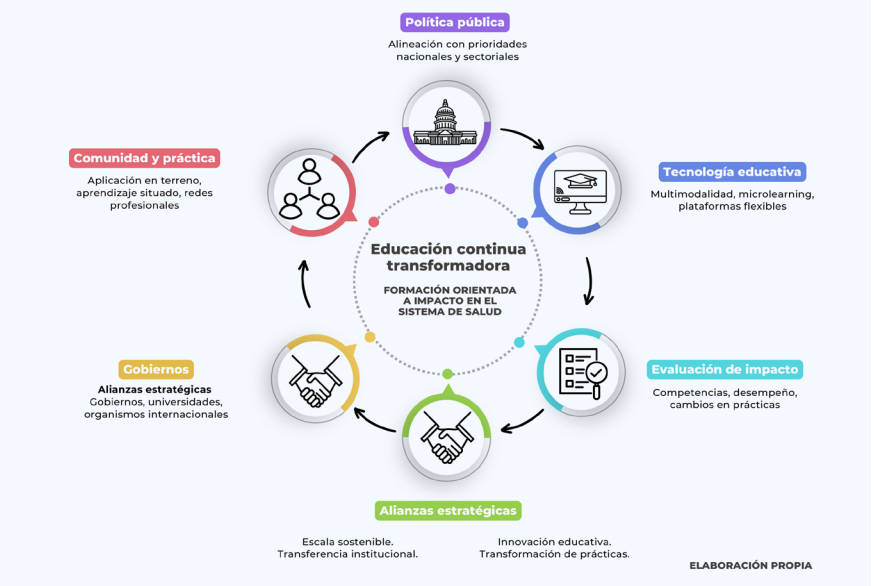 Política pública
Alineación con prioridades
nacionales y sectoriales
Comunidad y práctica
Aplicación en terreno,
aprendizaje situado, redes
profesionales
Tecnología educativa
Multimodalidad, microlearning,
plataformas flexibles
Educación continua
transformadora
FORMACIÓN ORIENTADA
A IMPACTO EN EL
SISTEMA DE SALUD
Gobiernos
Alianzas estratégicas
Gobiernos, universidades,
organismos internacionales
Evaluación de impacto
Competencias, desempeño,
cambios en prácticas
Alianzas estratégicas
Escala sostenible.
Transferencia institucional.
Innovación educativa.
Transformación de prácticas.
ELABORACIÓN PROPIA